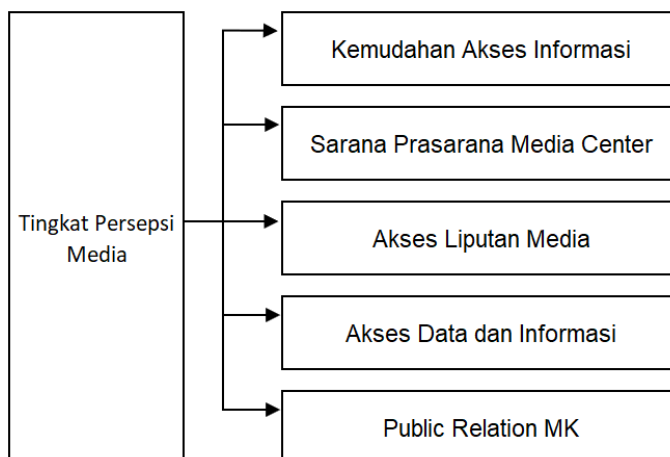 Tingkat Persepsi
Media
Kemudahan Akses Informasi
Sarana Prasarana Media Center
Akses Liputan Media
Akses Data dan Informasi
Public Relation MK